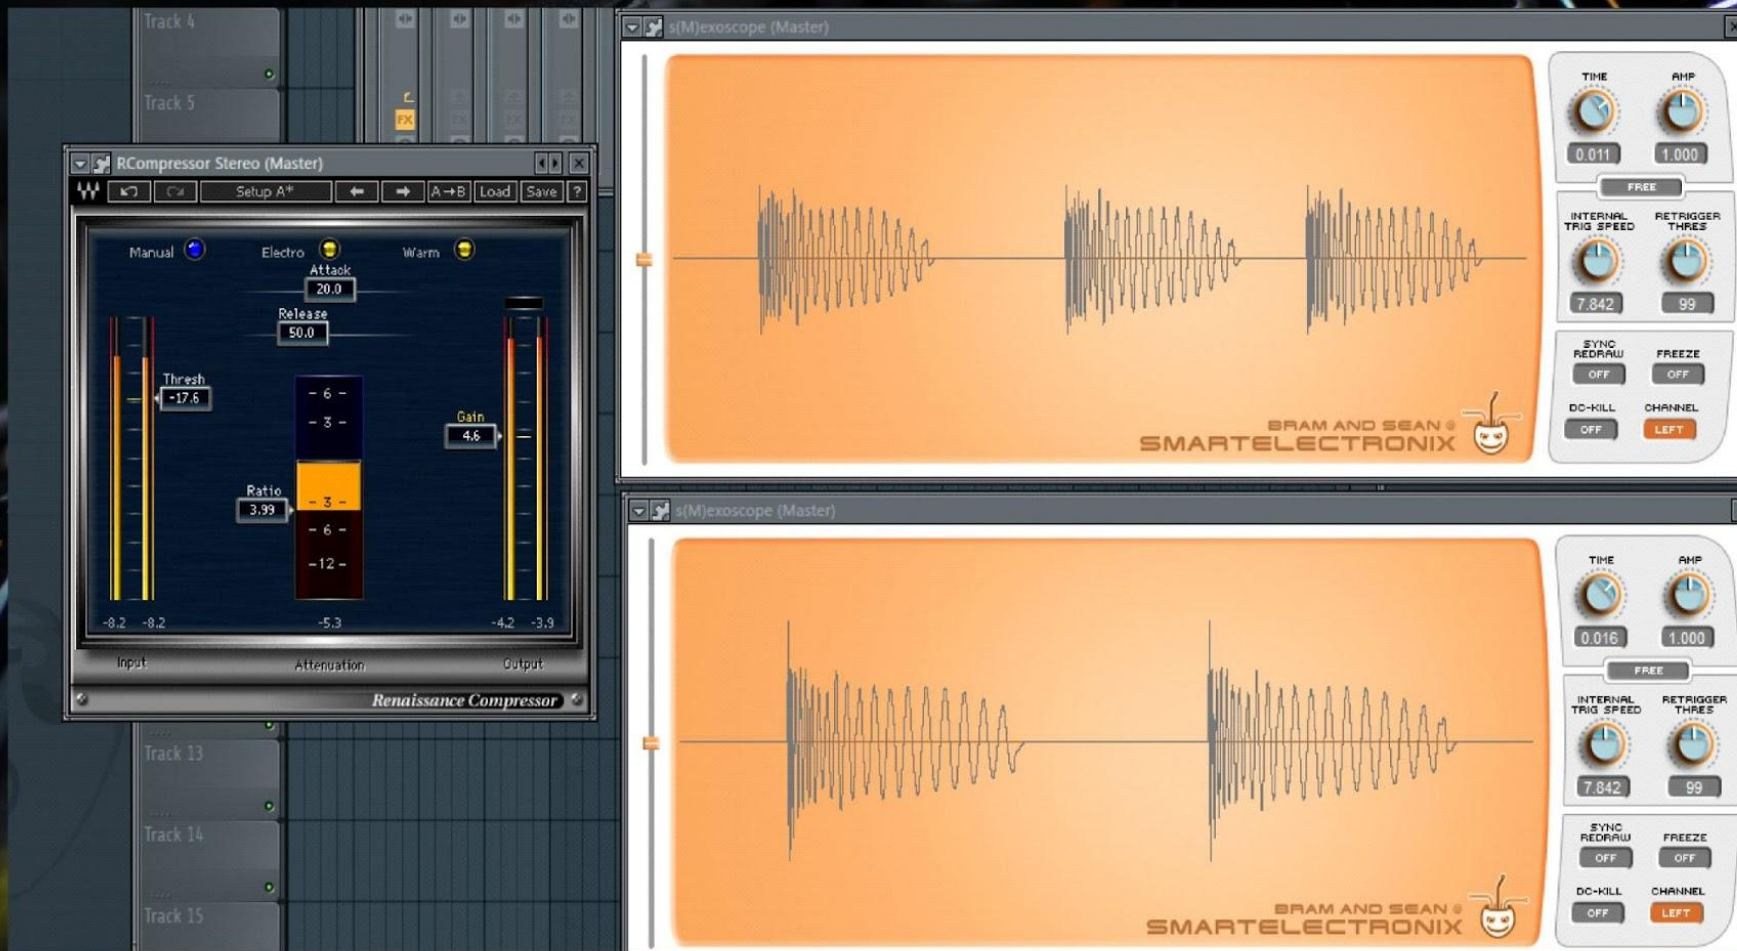 Track 4
Track 5
FX
FX
FX
FX
RCompressor Stereo (Master)
Setup A*
A→B
Load
Save
?
Manual
Electro
Warm
Attack
20.0
Release
50.0
Thresh
-17.6
- 6 -
- 3 -
Gain
4.6
Ratio
3.99
- 3 -
- 6 -
-12 -
-8.2 -8.2
-5.3
-4.2 -3.9
Input
Attenuation
Output
Renaissance Compressor
Track 13
Track 14
Track 15
s(M)exoscope (Master)
TIME
AMP
0.011
1.000
FREE
INTERNAL
TRIG SPEED
RETRIGGER
THRES
7.842
99
SYNC
REDRAW
FREEZE
OFF
OFF
DC-KILL
CHANNEL
OFF
LEFT
BRAM AND SEAN @
SMARTELECTRONIX
s(M)exoscope (Master)
TIME
AMP
0.016
1.000
FREE
INTERNAL
TRIG SPEED
RETRIGGER
THRES
7.842
99
SYNC
REDRAW
FREEZE
OFF
OFF
DC-KILL
CHANNEL
OFF
LEFT
BRAM AND SEAN @
SMARTELECTRONIX